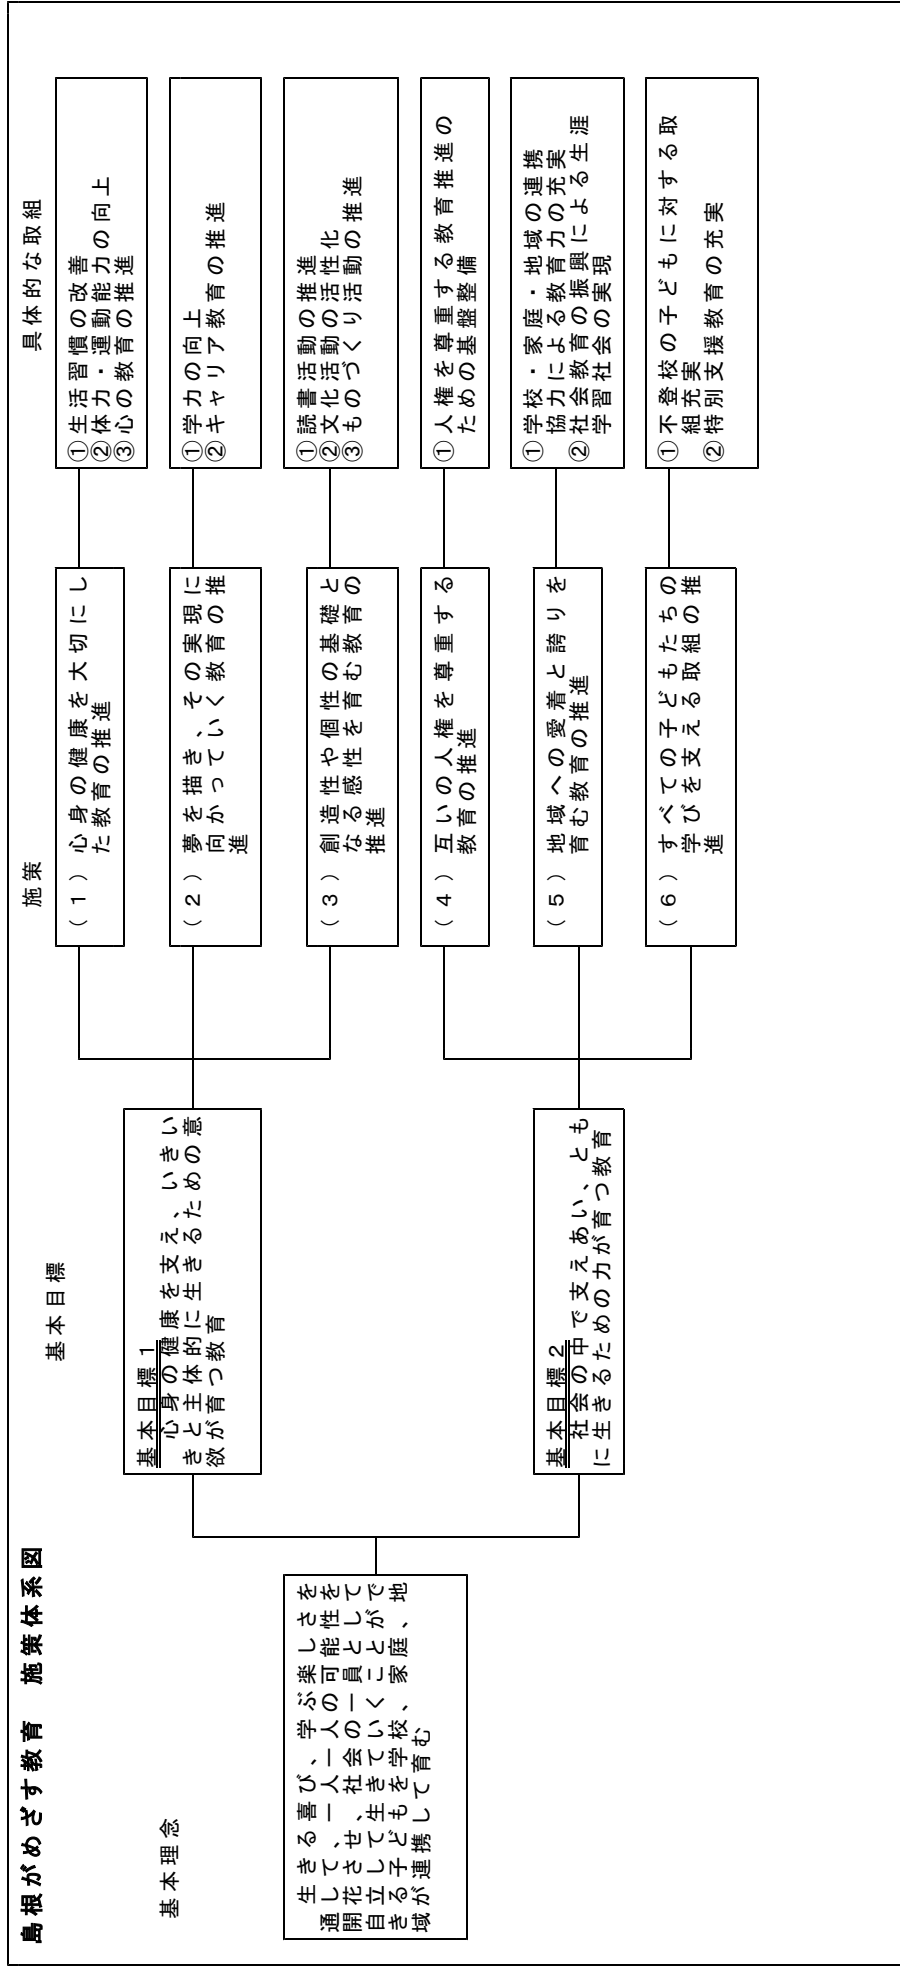 島根がめざす教育　施策体系図
基本理念
生きる喜び、学ぶ楽しさを
通して、一人一人の可能性を
開花させ、社会の一員として
自立して生きていくことがで
きる子どもを学校、家庭、地
域が連携して育む
基本目標
基本目標１
心身の健康を支え、いきい
きと主体的に生きるための意
欲が育つ教育
基本目標２
社会の中で支えあい、とも
に生きるための力が育つ教育
施策
（１）心身の健康を大切にし
た教育の推進
（２）夢を描き、その実現に
向かっていく教育の推
進
（３）創造性や個性の基礎と
なる感性を育む教育の
推進
（４）互いの人権を尊重する
教育の推進
（５）地域への愛着と誇りを
育む教育の推進
（６）すべての子どもたちの
学びを支える取組の推
進
具体的な取組
①生活習慣の改善
②体力・運動能力の向上
③心の教育の推進
①学力の向上
②キャリア教育の推進
①読書活動の推進
②文化活動の活性化
③ものづくり活動の推進
①人権を尊重する教育推進の
ための基盤整備
①学校・家庭・地域の連携
協力による教育力の充実
②社会教育の振興による生涯
学習社会の実現
①不登校の子どもに対する取
組充実
②特別支援教育の充実